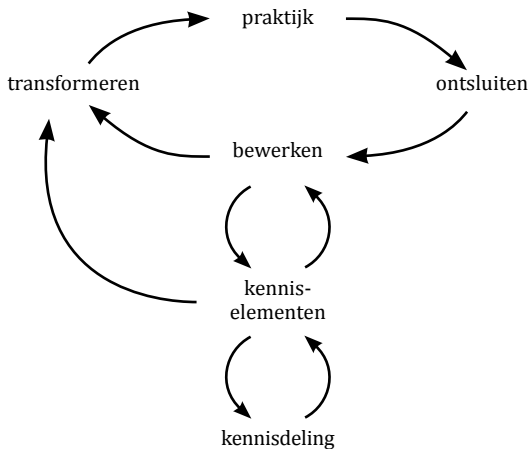 praktijk
transformeren
ontsluiten
bewerken
kennis-
elementen
kennisdeling